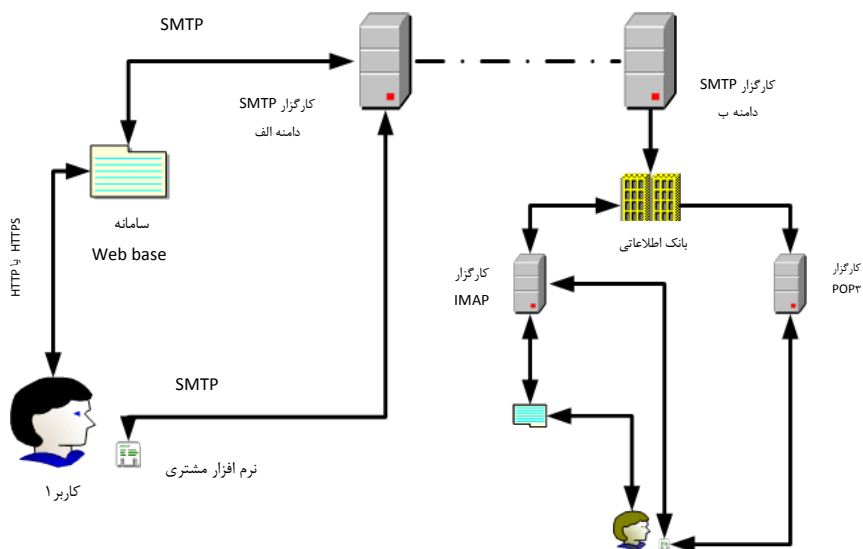 SMTP
کارگزار SMTP
دامنه الف
کارگزار SMTP
دامنه ب
سامانه
Web base
HTTP یا HTTPS
بانک اطلاعاتی
کارگزار
IMAP
کارگزار
POP۳
SMTP
نرم افزار مشتری
کاربر ۱